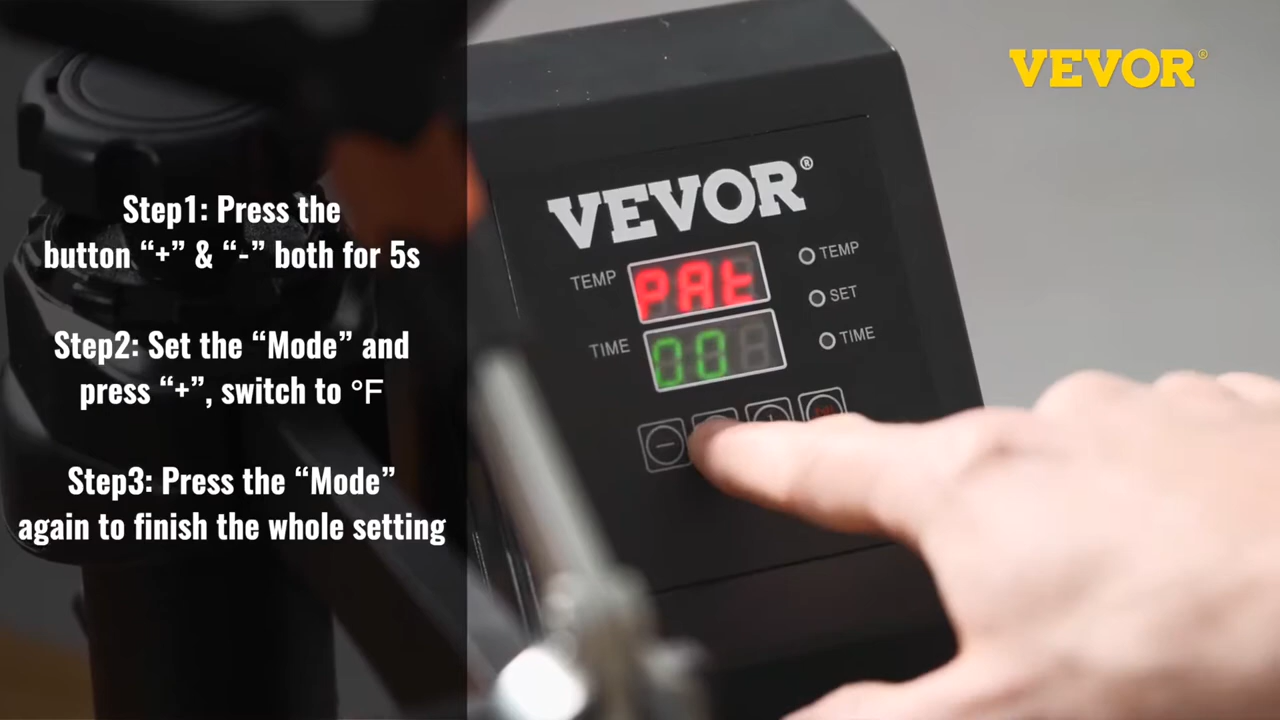 Step1: Press the
button “+” & “-” both for 5s
Step2: Set the “Mode” and
press “+”, switch to °F
Step3: Press the “Mode”
again to finish the whole setting
VEVOR®
VEVOR®
TEMP
PAt
TIME
00
TEMP
SET
TIME